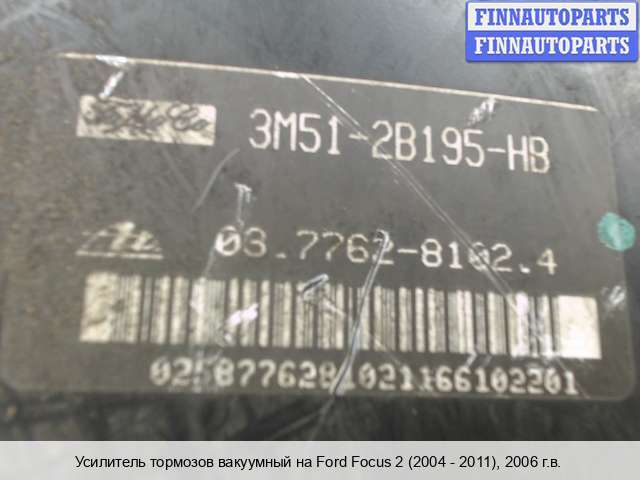 FINNAUTOPARTS
FINNAUTOPARTS
3M51-2B195-HB
03.7762-8102.4
Усилитель тормозов вакуумный на Ford Focus 2 (2004 - 2011), 2006 г.в.